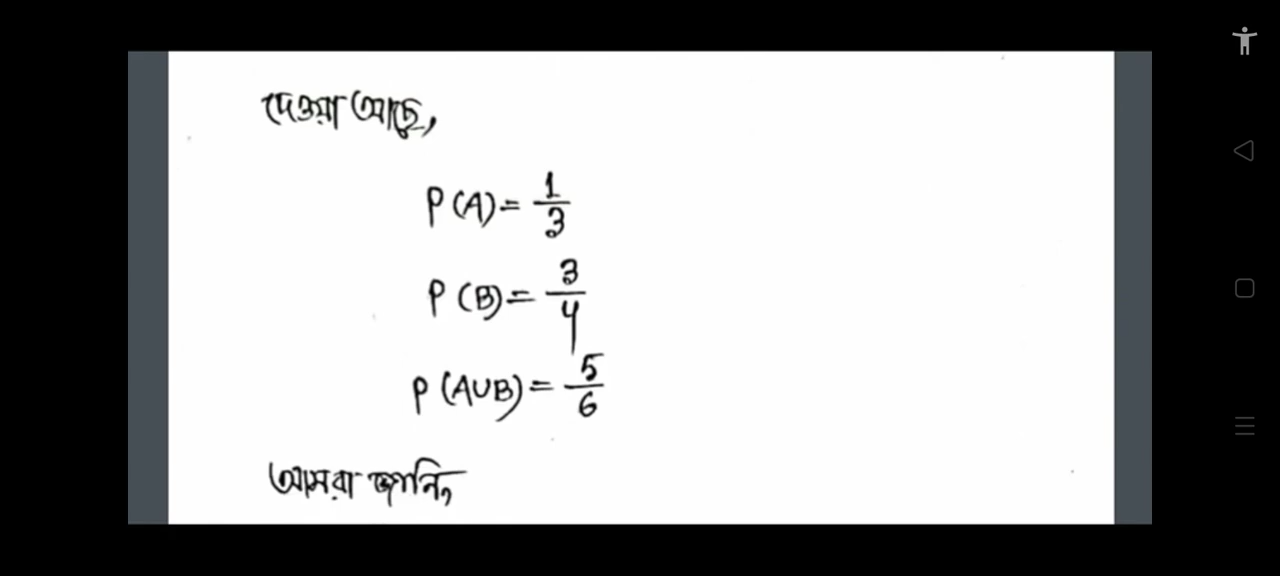 দেওয়া আছে,
P(A) = 1/3
P(B) = 3/4
P(A∪B) = 5/6
আমরা জানি,